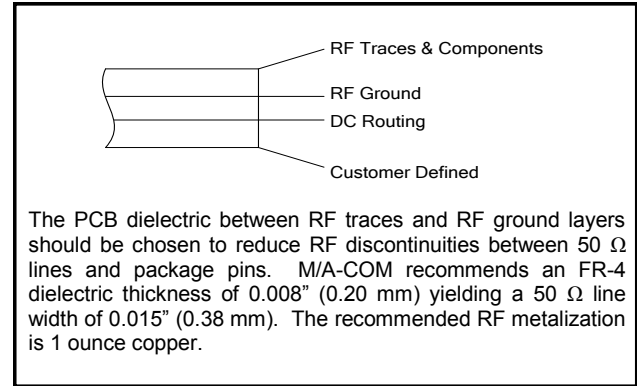 RF Traces & Components
RF Ground
DC Routing
Customer Defined
The PCB dielectric between RF traces and RF ground layers
should be chosen to reduce RF discontinuities between 50 Ω
lines and package pins. M/A-COM recommends an FR-4
dielectric thickness of 0.008” (0.20 mm) yielding a 50 Ω line
width of 0.015” (0.38 mm). The recommended RF metalization
is 1 ounce copper.